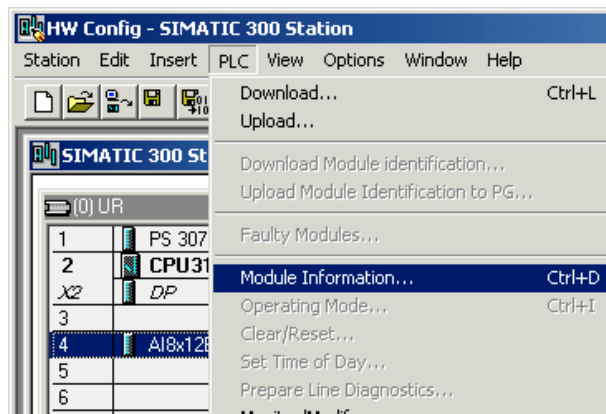 HW Config - SIMATIC 300 Station
Station Edit Insert PLC View Options Window Help
Download... Ctrl+L
Upload...
Download Module identification...
Upload Module Identification to PG...
Faulty Modules...
Module Information... Ctrl+D
Operating Mode... Ctrl+I
Clear/Reset...
Set Time of Day...
Prepare Line Diagnostics...
SIMATIC 300 St
(0) UR
1 PS 307
2 CPU31
X2 DP
3
4 AI8x12B
5
6